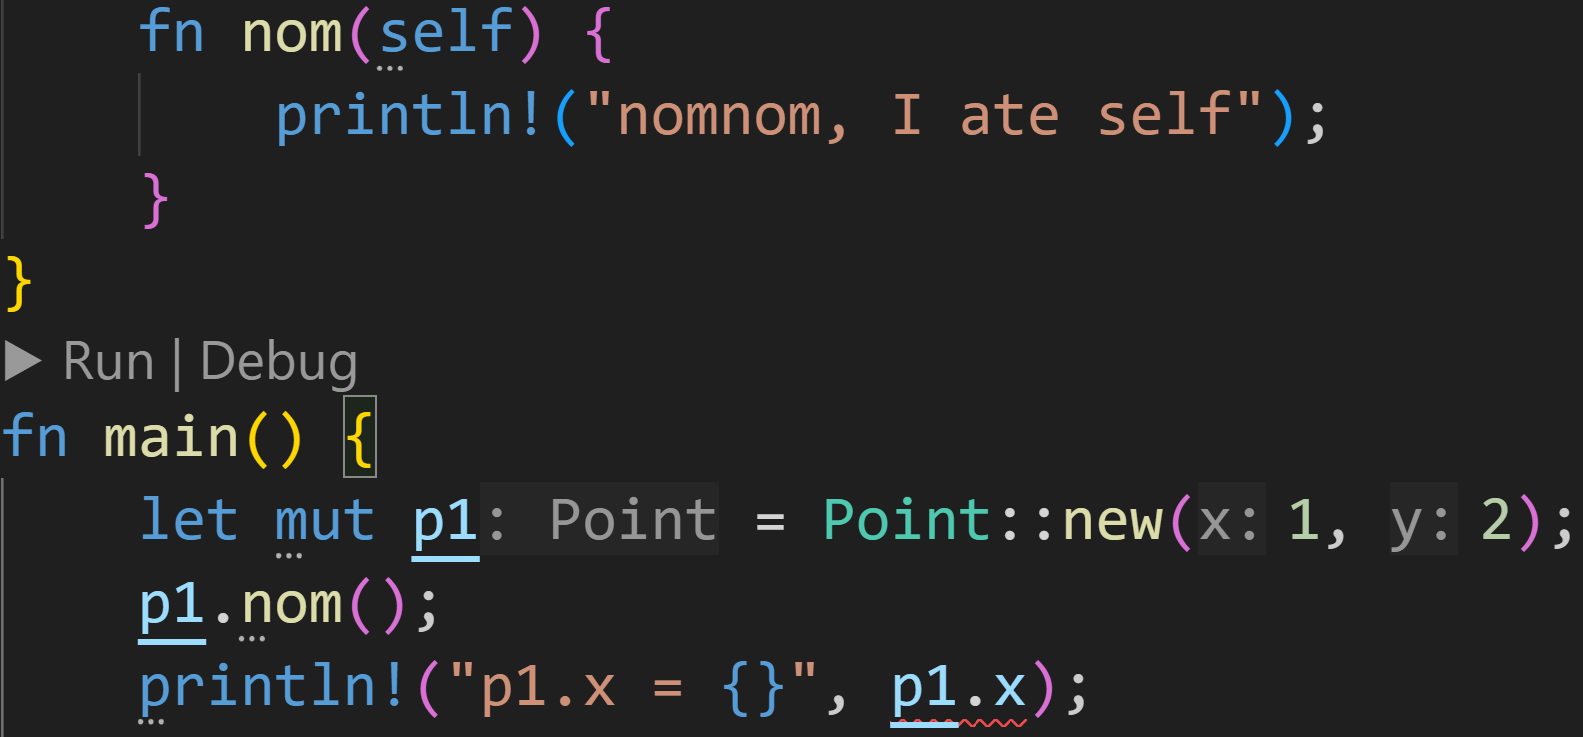 fn nom(self) {
println!("nomnom, I ate self");
}
}
▶ Run | Debug
fn main() {
let mut p1: Point = Point::new(x: 1, y: 2);
p1.nom();
println!("p1.x = {}", p1.x);